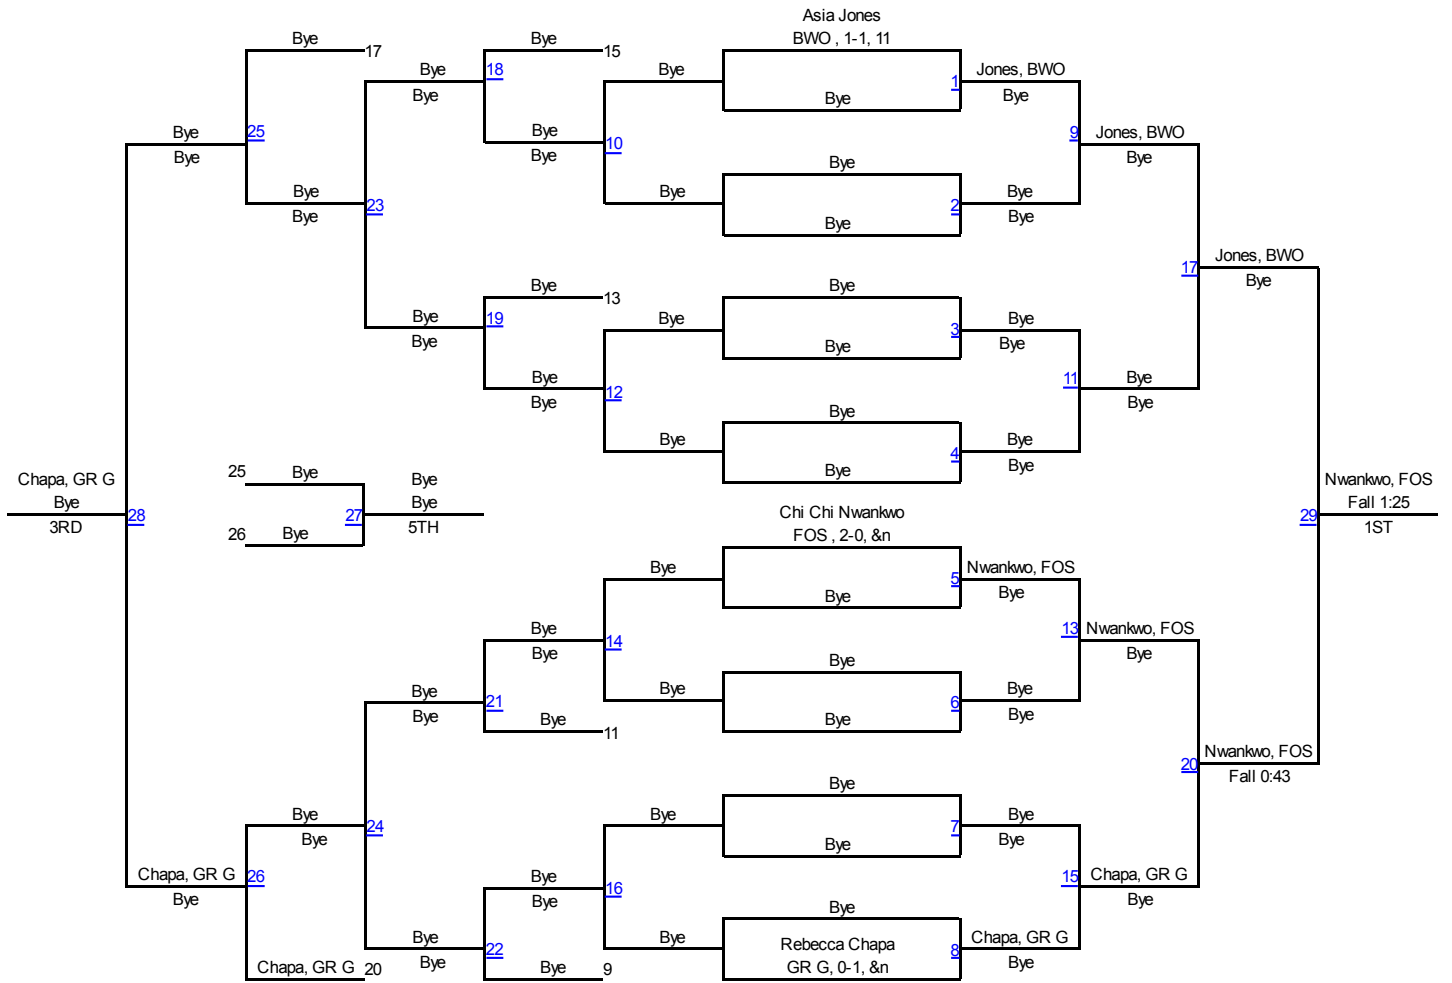 Asia Jones
BWO , 1-1, 11
Bye
17
Bye
15
Bye
18
Bye
Bye
1
Jones, BWO
Bye
Bye
Bye
25
Bye
Bye
10
Bye
9
Jones, BWO
Bye
Bye
Bye
23
Bye
Bye
Bye
2
Bye
Bye
17
Jones, BWO
Bye
Bye
13
Bye
19
Bye
Bye
Bye
3
Bye
Bye
Bye
Bye
12
11
Bye
Bye
Bye
Bye
Bye
4
Bye
Bye
Chapa, GR G
Bye
3RD
28
25
Bye
26
Bye
27
Bye
Bye
5TH
Nwankwo, FOS
Fall 1:25
1ST
29
Chi Chi Nwankwo
FOS , 2-0, &n
Bye
Bye
5
Nwankwo, FOS
Bye
Bye
Bye
14
13
Nwankwo, FOS
Bye
Bye
Bye
21
Bye
11
Bye
Bye
Bye
6
Bye
Bye
20
Nwankwo, FOS
Fall 0:43
Bye
Bye
24
Bye
Bye
Bye
7
Bye
Bye
Chapa, GR G
Bye
26
Bye
Bye
16
15
Chapa, GR G
Bye
Bye
Bye
22
Bye
Bye
Rebecca Chapa
GR G, 0-1, &n
8
Chapa, GR G
Bye
Chapa, GR G
20
Bye
9